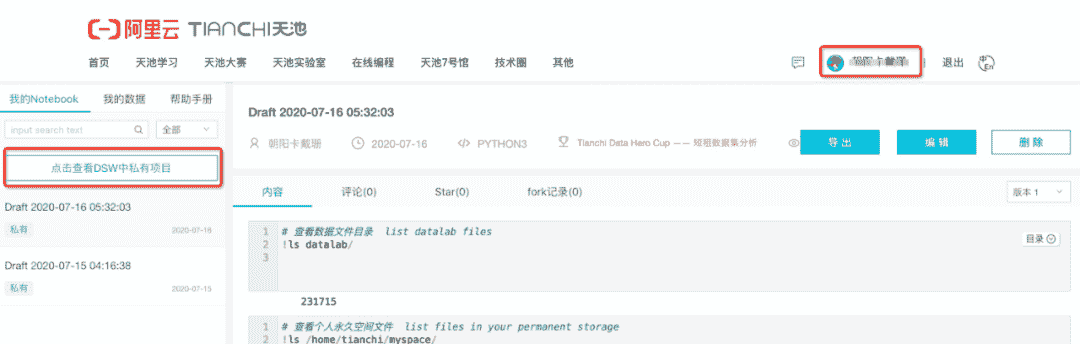 阿里云 TIANCHI天池
首页 天池学习 天池大赛 天池实验室 在线编程 天池7号馆 技术圈 其他
退出 中 En
我的Notebook 我的数据 帮助手册
input search text 全部
点击查看DSW中私有项目
Draft 2020-07-16 05:32:03
私有 2020-07-16
Draft 2020-07-15 04:16:38
私有 2020-07-15
Draft 2020-07-16 05:32:03
朝阳卡戴珊 2020-07-16 PYTHON3 Tianchi Data Hero Cup —— 短租数据集分析 导出 编辑 删除
内容 评论(0) Star(0) fork记录(0) 版本 1
1 # 查看数据文件目录 list datalab files
2 !ls datalab/
3
目录
231715
1 # 查看个人永久空间文件 list files in your permanent storage
2 !ls /home/tianchi/myspace/